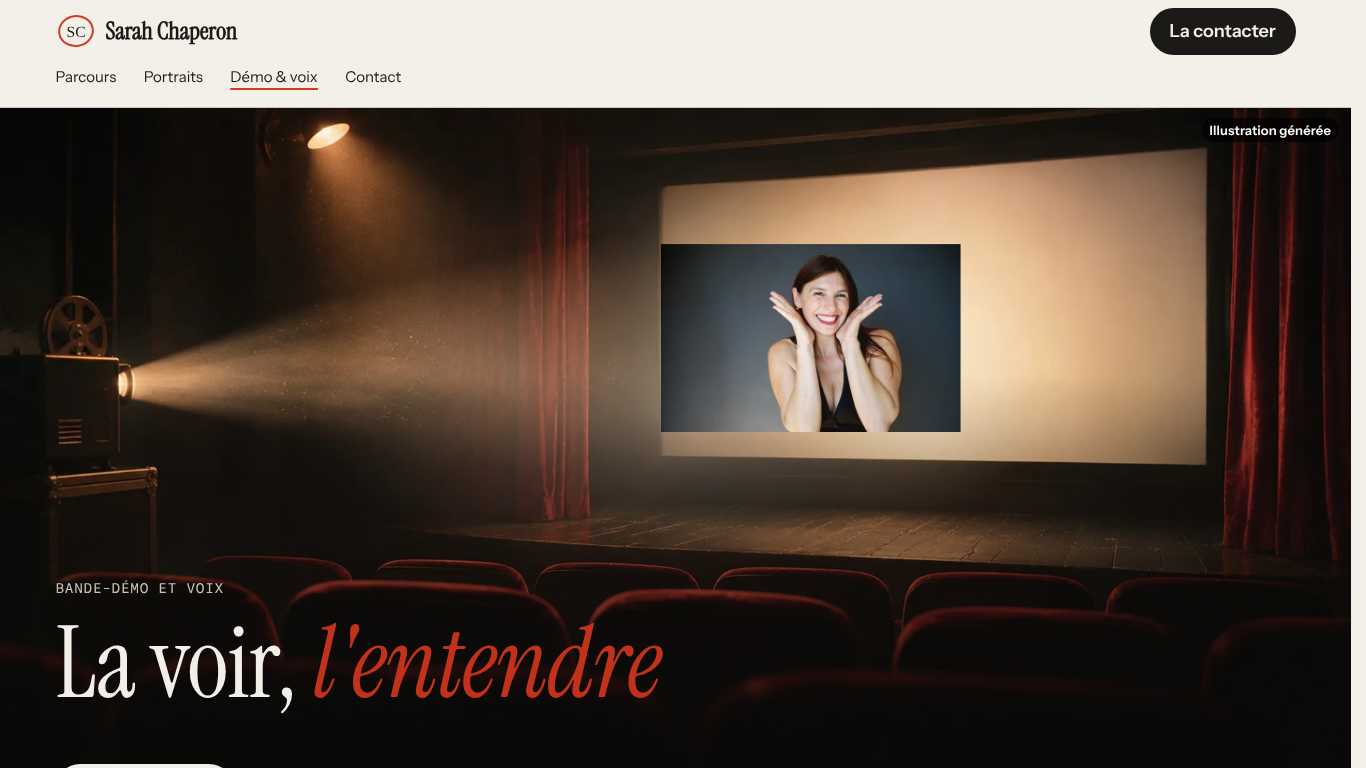 SC
Sarah Chaperon
La contacter
Parcours
Portraits
Démo & voix
Contact
Illustration générée
BANDE-DÉMO ET VOIX
La voir, l'entendre